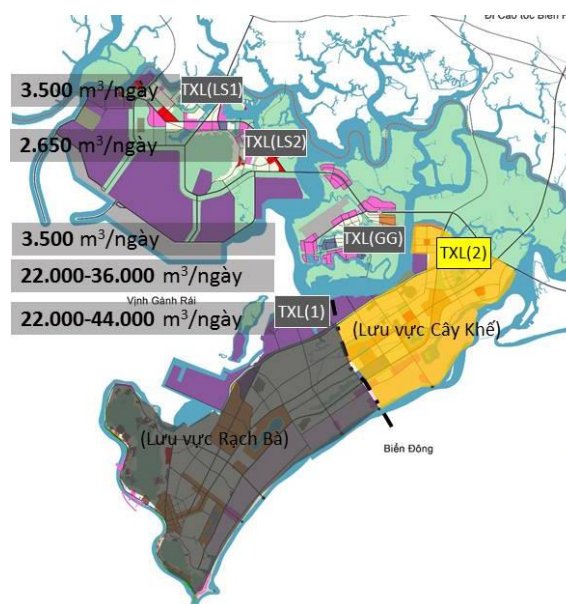 Đi Cao tốc Biên H
3.500 m³/ngày
TXL(LS1)
2.650 m³/ngày
TXL(LS2)
3.500 m³/ngày
TXL(GG)
TXL(2)
22.000-36.000 m³/ngày
Vịnh Gành Rái
22.000-44.000 m³/ngày
TXL(1)
(Lưu vực Cây Khế)
(Lưu vực Rạch Bà)
Biển Đông